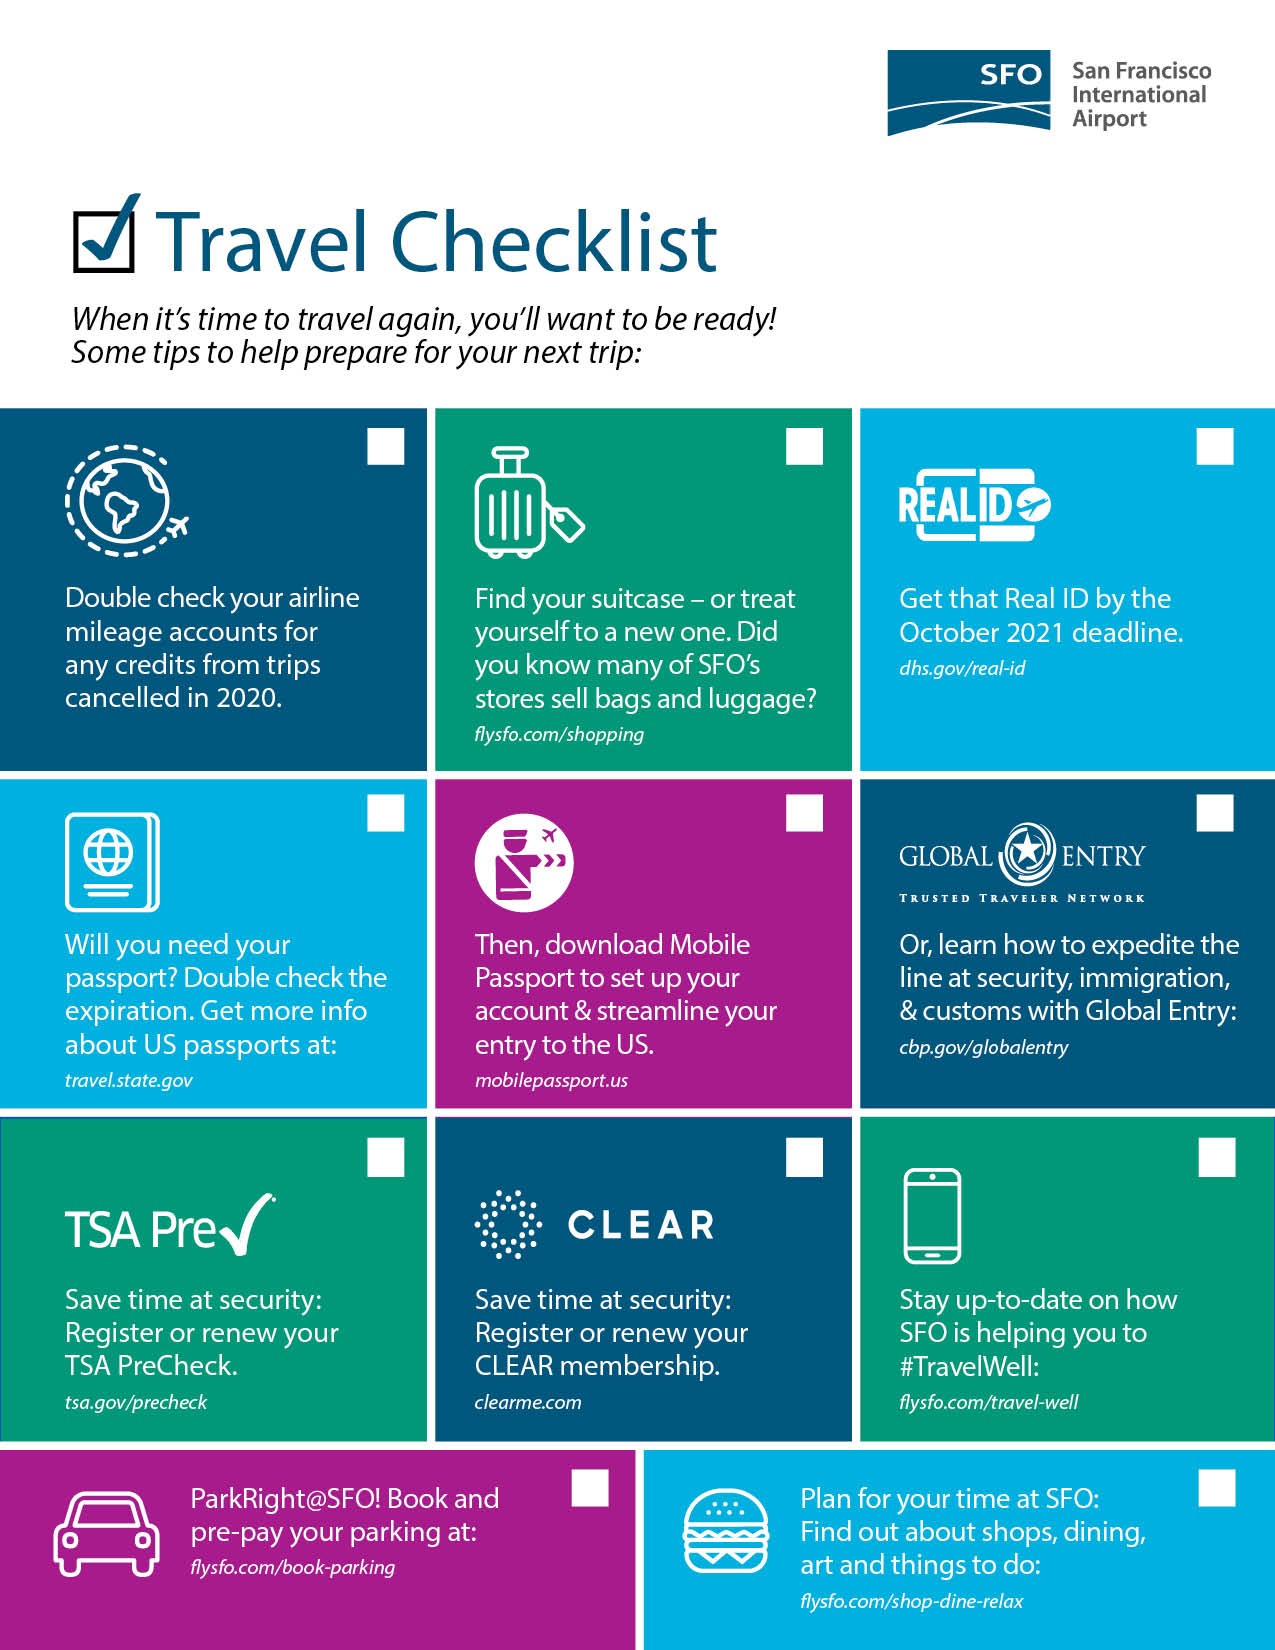 SFO
San Francisco
International
Airport
Travel Checklist
When it's time to travel again, you'll want to be ready!
Some tips to help prepare for your next trip:
Double check your airline
mileage accounts for
any credits from trips
cancelled in 2020.
Find your suitcase – or treat
yourself to a new one. Did
you know many of SFO's
stores sell bags and luggage?
flysfo.com/shopping
REAL ID
Get that Real ID by the
October 2021 deadline.
dhs.gov/real-id
Will you need your
passport? Double check the
expiration. Get more info
about US passports at:
travel.state.gov
Then, download Mobile
Passport to set up your
account & streamline your
entry to the US.
mobilepassport.us
GLOBAL ENTRY
TRUSTED TRAVELER NETWORK
Or, learn how to expedite the
line at security, immigration,
& customs with Global Entry:
cbp.gov/globalentry
TSA Pre
Save time at security:
Register or renew your
TSA PreCheck.
tsa.gov/precheck
CLEAR
Save time at security:
Register or renew your
CLEAR membership.
clearme.com
Stay up-to-date on how
SFO is helping you to
#TravelWell:
flysfo.com/travel-well
ParkRight@SFO! Book and
pre-pay your parking at:
flysfo.com/book-parking
Plan for your time at SFO:
Find out about shops, dining,
art and things to do:
flysfo.com/shop-dine-relax